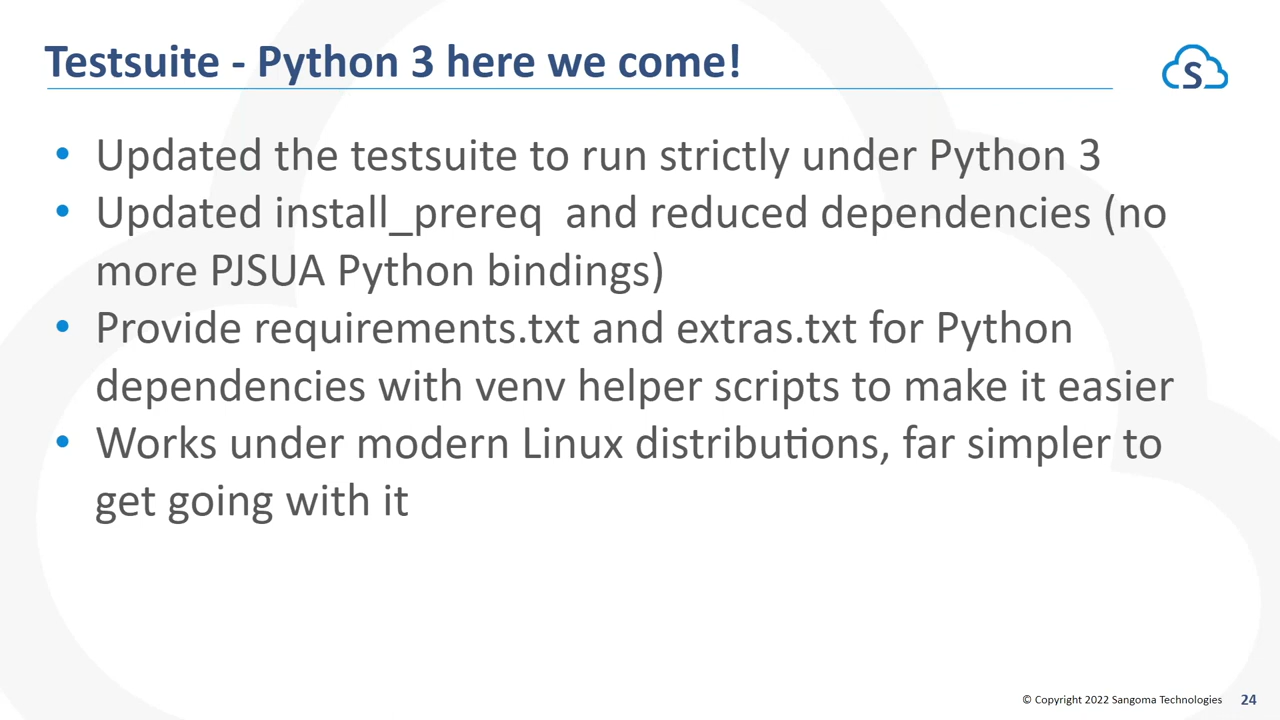 Testsuite - Python 3 here we come!
S
• Updated the testsuite to run strictly under Python 3
• Updated install_prereq  and reduced dependencies (no
more PJSUA Python bindings)
• Provide requirements.txt and extras.txt for Python
dependencies with venv helper scripts to make it easier
• Works under modern Linux distributions, far simpler to
get going with it
© Copyright 2022 Sangoma Technologies 24